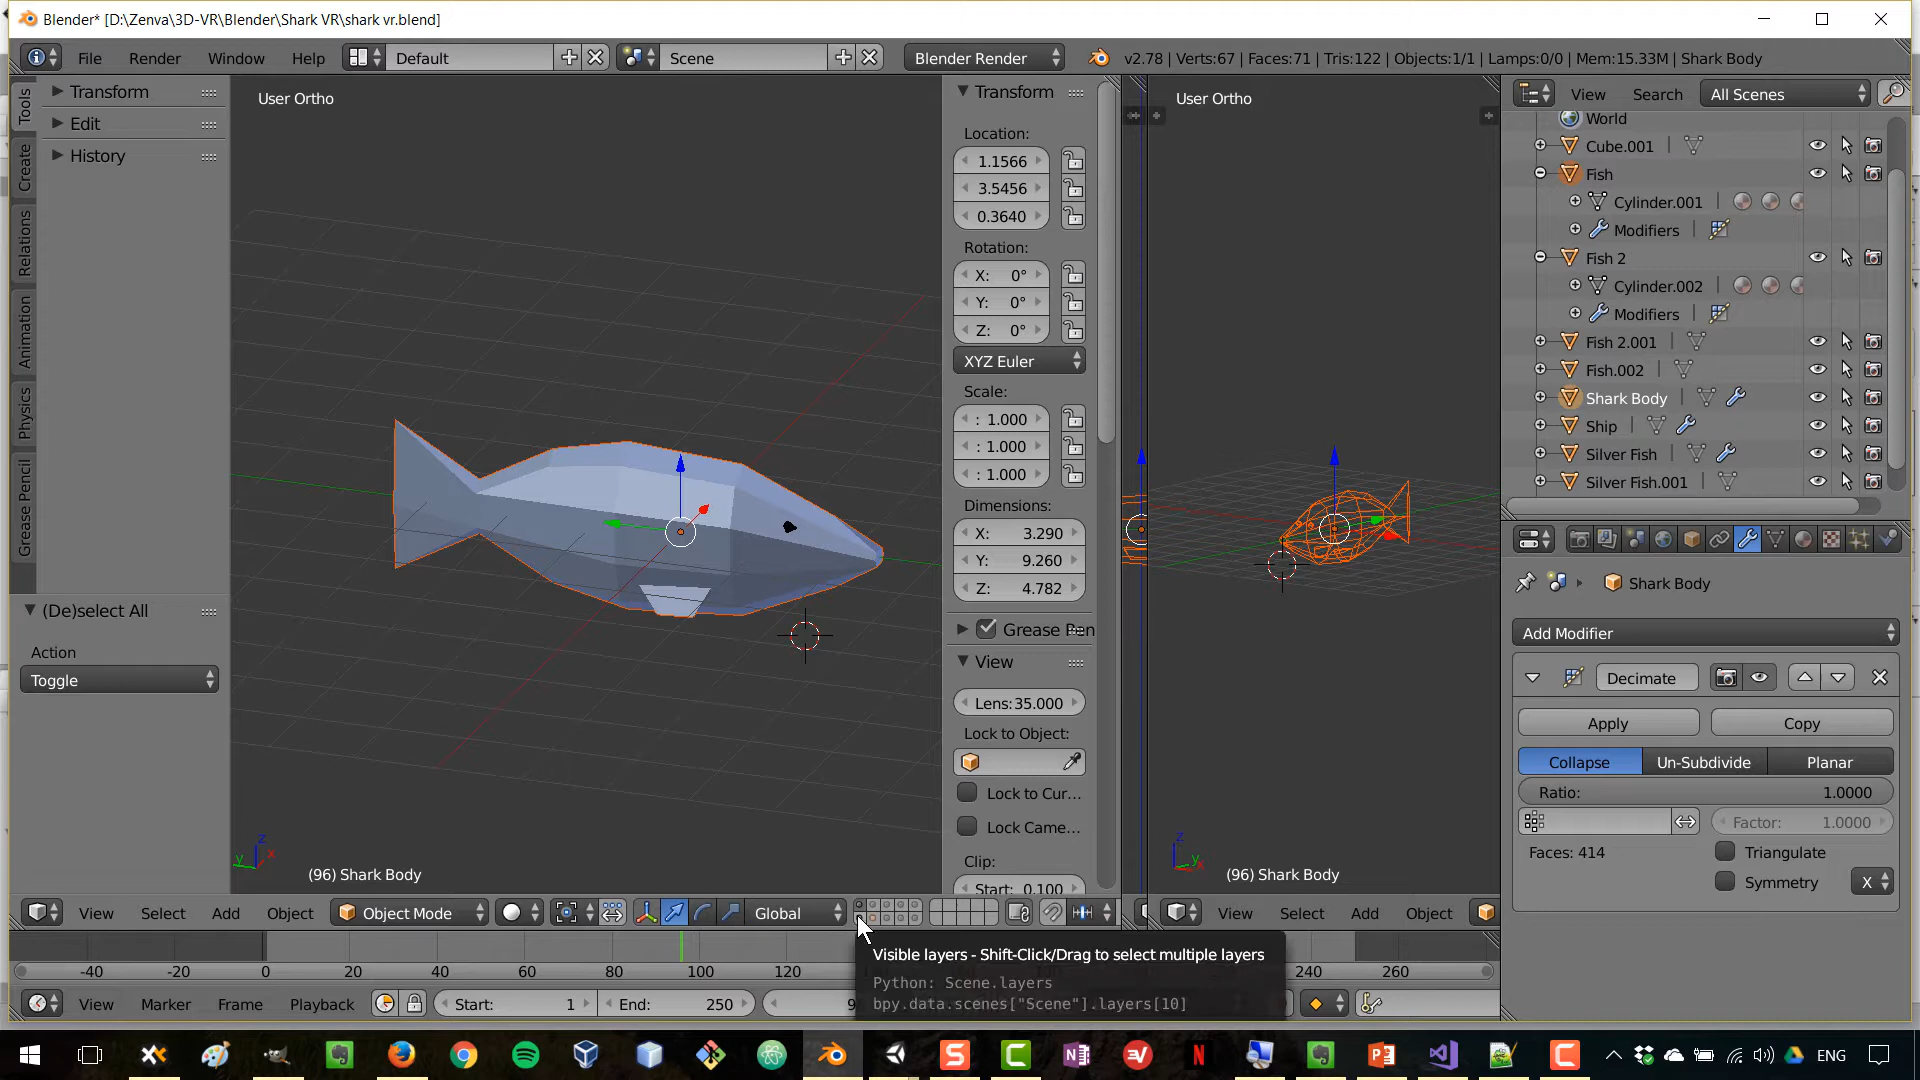 Blender* [D:\Zenva\3D-VR\Blender\Shark VR\shark vr.blend]
File Render Window Help Default Scene Blender Render v2.78 | Verts:67 | Faces:71 | Tris:122 | Objects:1/1 | Lamps:0/0 | Mem:15.33M | Shark Body
Tools
Create
Relations
Animation
Physics
Grease Pencil
Transform
Edit
History
(De)select All
Action
Toggle
User Ortho
(96) Shark Body
Transform
Location:
1.1566
3.5456
0.3640
Rotation:
X: 0°
Y: 0°
Z: 0°
XYZ Euler
Scale:
: 1.000
: 1.000
: 1.000
Dimensions:
X: 3.290
Y: 9.260
Z: 4.782
Grease Pen
View
Lens:35.000
Lock to Object:
Lock to Cur...
Lock Came...
Clip:
Start: 0.100
User Ortho
(96) Shark Body
View Search All Scenes
World
Cube.001
Fish
Cylinder.001
Modifiers
Fish 2
Cylinder.002
Modifiers
Fish 2.001
Fish.002
Shark Body
Ship
Silver Fish
Silver Fish.001
Shark Body
Add Modifier
Decimate
Apply Copy
Collapse Un-Subdivide Planar
Ratio: 1.0000
Factor: 1.0000
Faces: 414
Triangulate
Symmetry X
View Select Add Object Object Mode Global
View Select Add Object
-40 -20 0 20 40 60 80 100 120 240 260
Visible layers - Shift-Click/Drag to select multiple layers
Python: Scene.layers
bpy.data.scenes["Scene"].layers[10]
View Marker Frame Playback Start: 1 End: 250 9
ENG
z
y
x
z
y